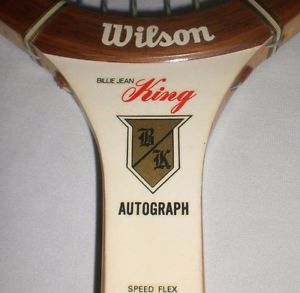 Wilson
BILLIE JEAN King
B K
AUTOGRAPH
SPEED FLEX